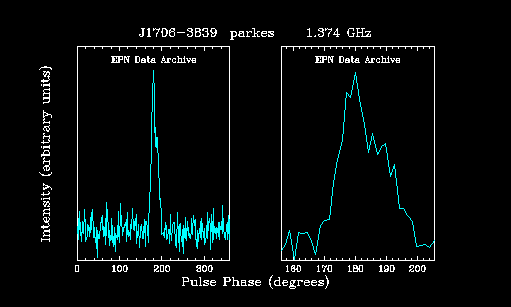 J1706-3839 parkes 1.374 GHz
EPN Data Archive
EPN Data Archive
Intensity (arbitrary units)
0 100 200 300
160 170 180 190 200
Pulse Phase (degrees)